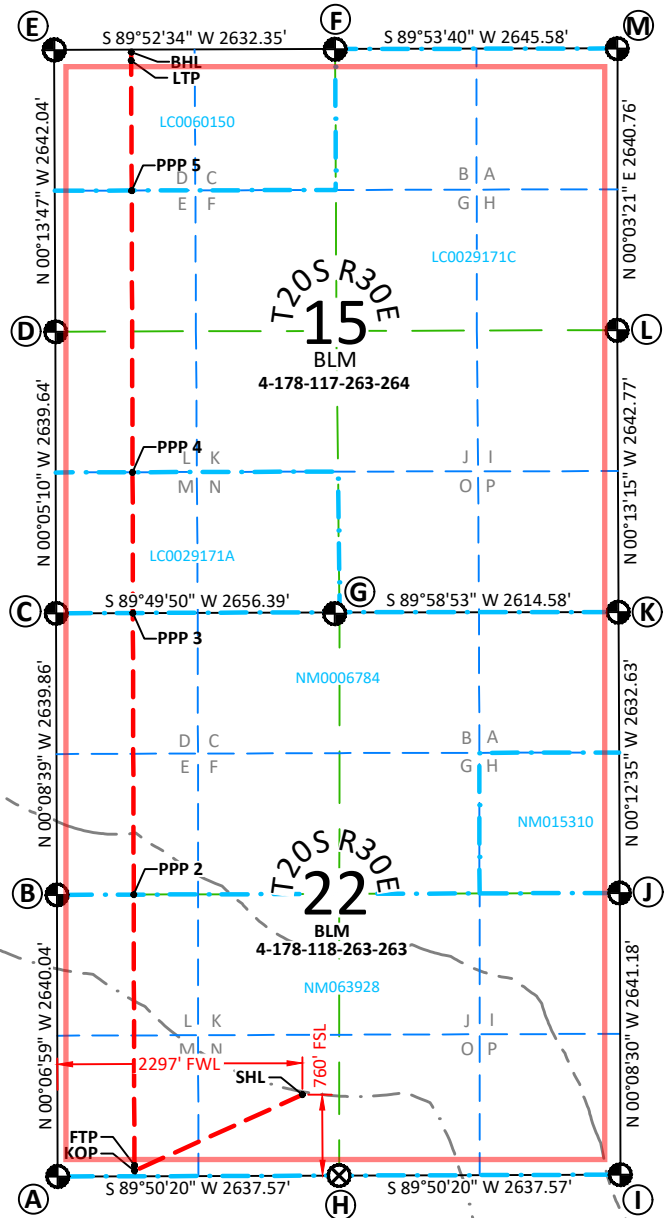 E
S 89°52'34" W 2632.35'
F
S 89°53'40" W 2645.58'
M
BHL
LTP
LC0060150
N 00°13'47" W 2642.04'
N 00°03'21" E 2640.76'
PPP 5
D C
E F
B A
G H
LC0029171C
T20S R30E
15
BLM
4-178-117-263-264
D
L
N 00°05'10" W 2639.64'
N 00°13'15" W 2642.77'
PPP 4
L K
M N
J I
O P
LC0029171A
C
S 89°49'50" W 2656.39'
G
S 89°58'53" W 2614.58'
K
PPP 3
NM0006784
N 00°08'39" W 2639.86'
N 00°12'35" W 2632.63'
D C
E F
B A
G H
NM015310
T20S R30E
22
BLM
4-178-118-263-263
PPP 2
B
J
NM063928
N 00°06'59" W 2640.04'
N 00°08'30" W 2641.18'
L K
M N
J I
O P
2297' FWL
760' FSL
SHL
FTP
KOP
A
S 89°50'20" W 2637.57'
H
S 89°50'20" W 2637.57'
I